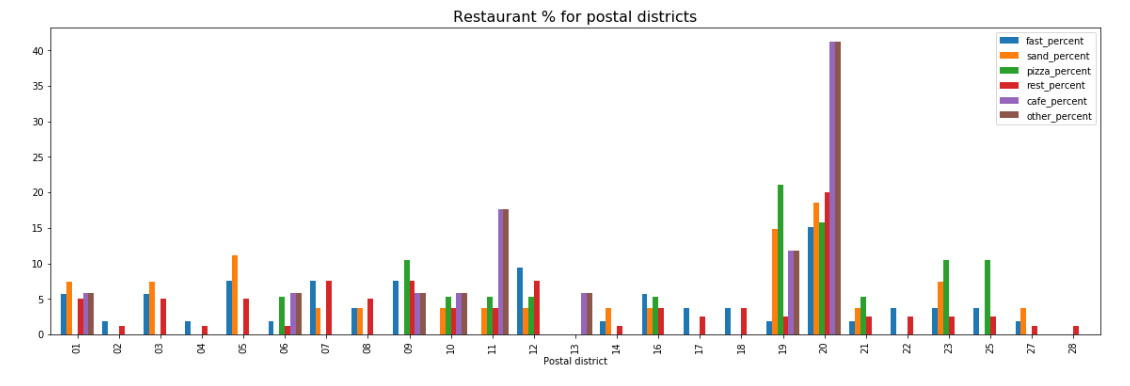 Restaurant % for postal districts
40
35
30
25
20
15
10
5
0
fast_percent
sand_percent
pizza_percent
rest_percent
cafe_percent
other_percent
01 02 03 04 05 06 07 08 09 10 11 12 13 14 16 17 18 19 20 21 22 23 25 27 28
Postal district